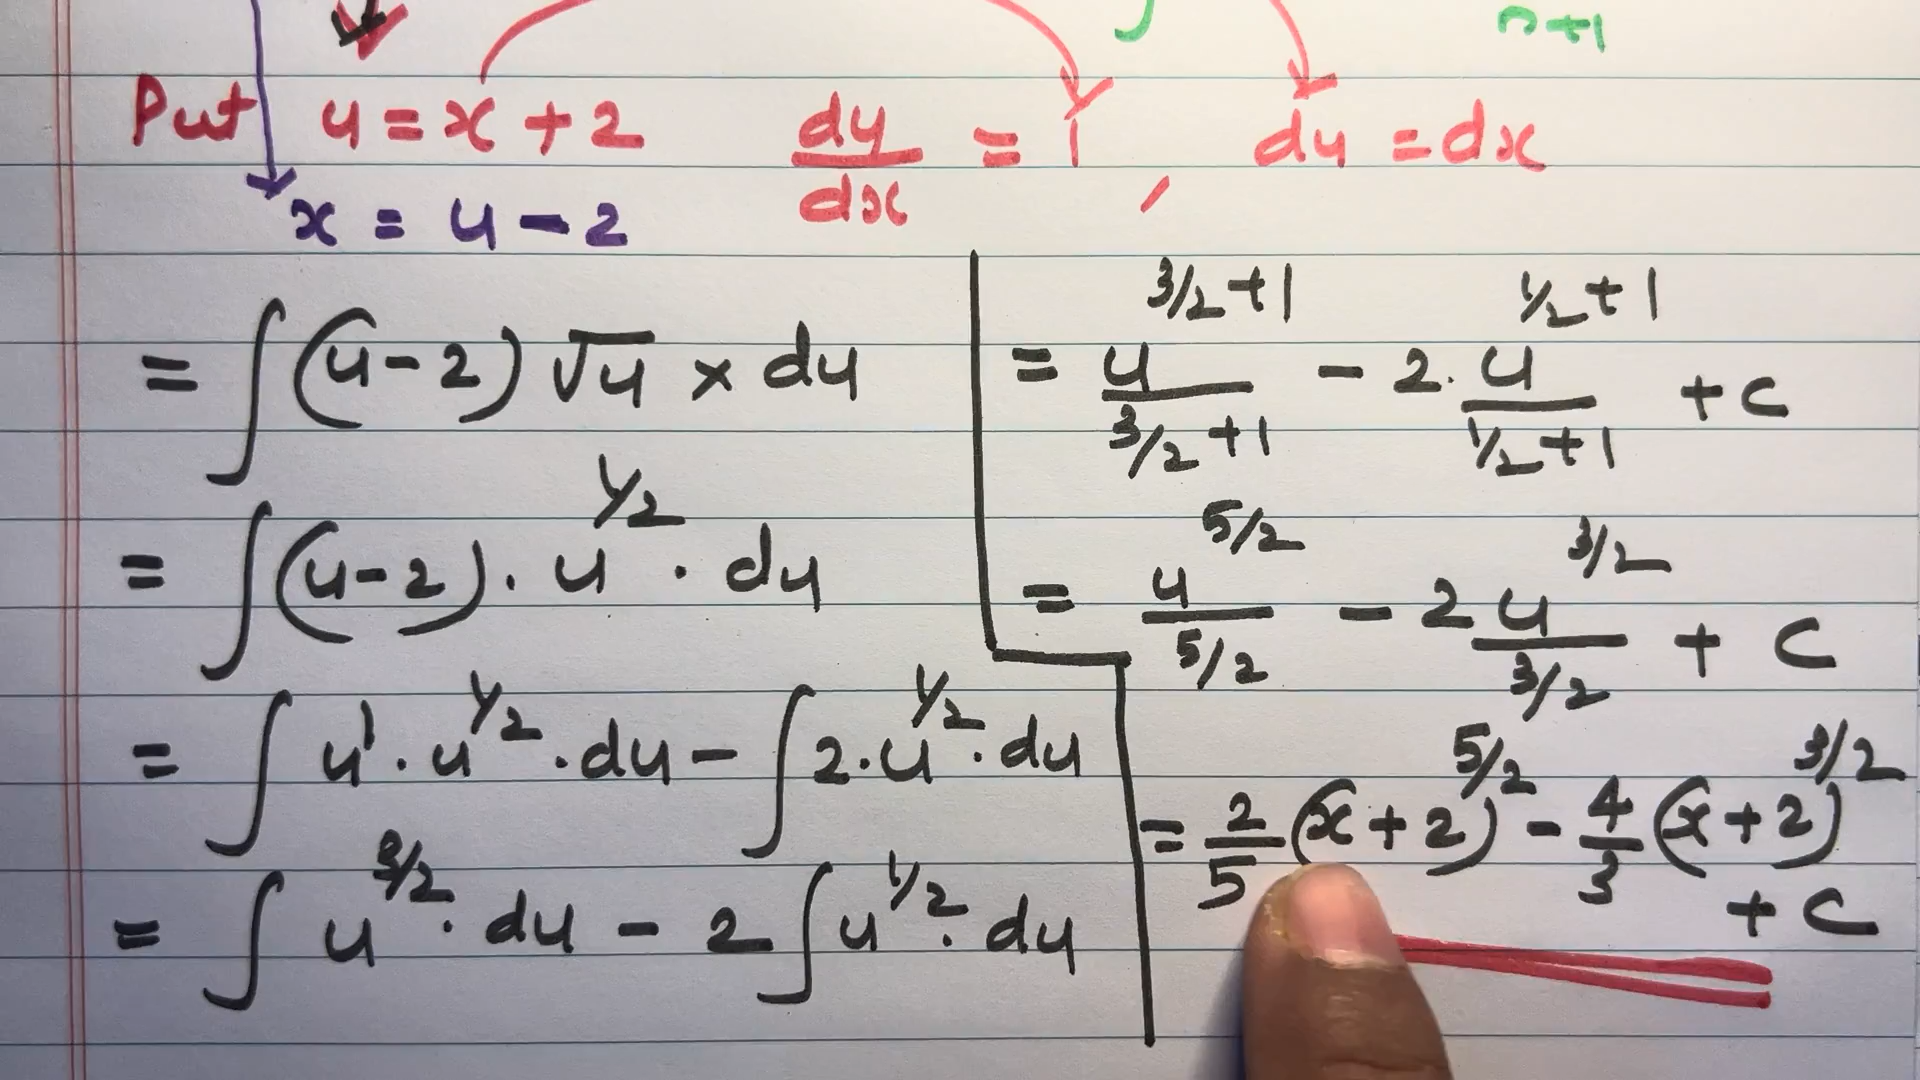 n+1
Put u = x + 2 du/dx = 1 , du = dx
x = u - 2
= ∫(u-2) √u × du
= ∫(u-2) . u^1/2 . du
= ∫ u^1 . u^1/2 . du - ∫ 2 . u^1/2 . du
= ∫ u^3/2 . du - 2 ∫ u^1/2 . du
= u^(3/2+1) / (3/2+1) - 2 . u^(1/2+1) / (1/2+1) + c
= u^5/2 / 5/2 - 2 u^3/2 / 3/2 + C
= 2/5 (x+2)^5/2 - 4/3 (x+2)^3/2
+ C